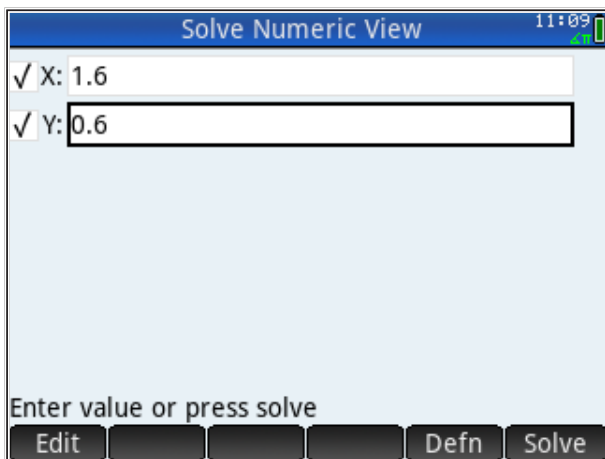 Solve Numeric View 11:09
∠π
√ X: 1.6
√ Y: 0.6
Enter value or press solve
Edit Defn Solve